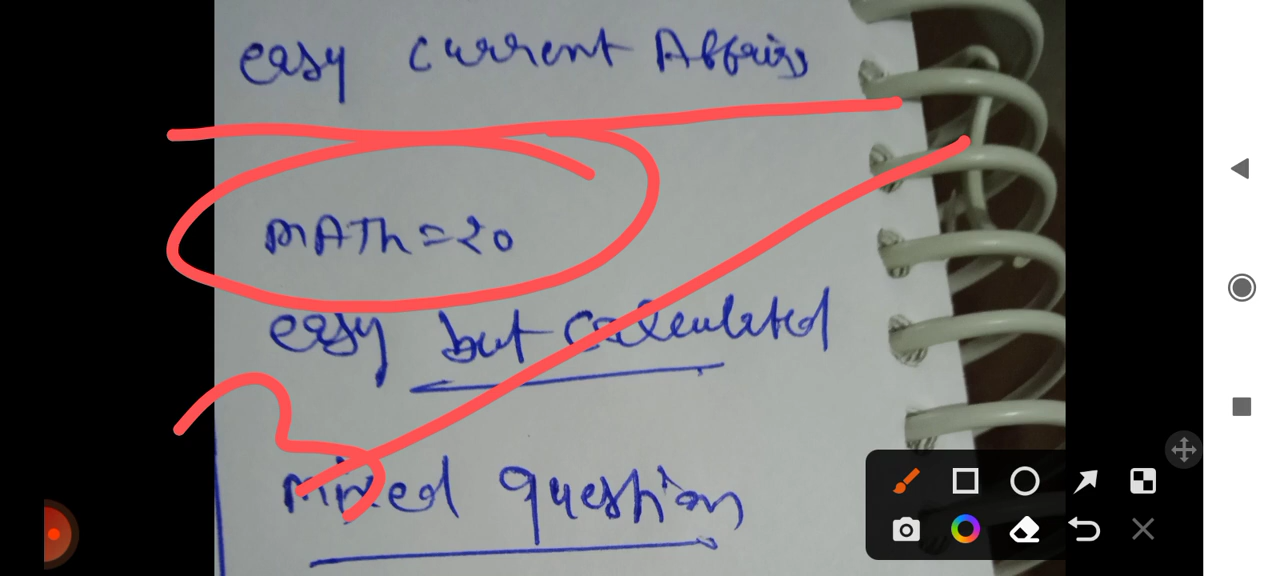 easy current Affairs
MATh = 20
easy but Calculated
Mixed question